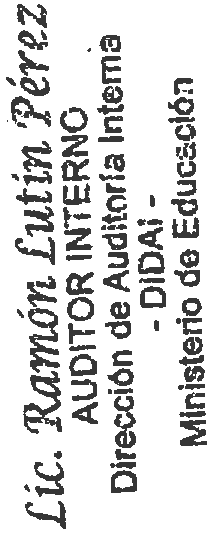 Lic. Ramón Lutín Pérez
AUDITOR INTERNO
Dirección de Auditoría Interna
- DIDAI -
Ministerio de Educación